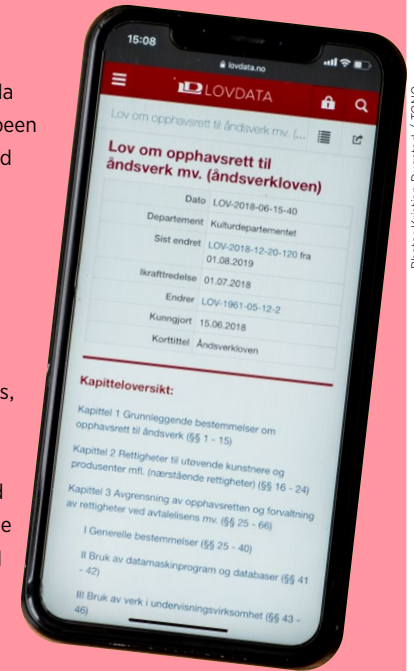 la
been
d
s,
d
e
l
15:08
lovdata.no
LOVDATA
Lov om opphavsrett til åndsverk mv. (...
Lov om opphavsrett til
åndsverk mv. (åndsverkloven)
Dato LOV-2018-06-15-40
Departement Kulturdepartementet
Sist endret LOV-2018-12-20-120 fra
01.08.2019
Ikrafttredelse 01.07.2018
Endrer LOV-1961-05-12-2
Kunngjort 15.06.2018
Korttittel Åndsverkloven
Kapitteloversikt:
Kapittel 1 Grunnleggende bestemmelser om
opphavsrett til åndsverk (§§ 1 - 15)
Kapittel 2 Rettigheter til utøvende kunstnere og
produsenter mfl. (nærstående rettigheter) (§§ 16 - 24)
Kapittel 3 Avgrensning av opphavsretten og forvaltning
av rettigheter ved avtalelisens mv. (§§ 25 - 66)
I Generelle bestemmelser (§§ 25 - 40)
II Bruk av datamaskinprogram og databaser (§§ 41
- 42)
III Bruk av verk i undervisningsvirksomhet (§§ 43 -
46)